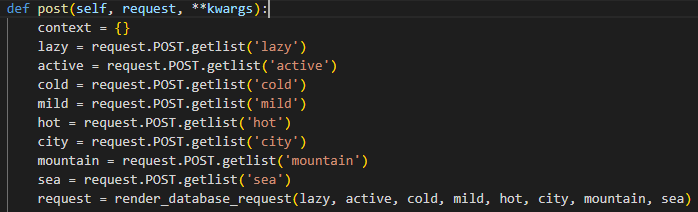 def post(self, request, **kwargs):
    context = {}
    lazy = request.POST.getlist('lazy')
    active = request.POST.getlist('active')
    cold = request.POST.getlist('cold')
    mild = request.POST.getlist('mild')
    hot = request.POST.getlist('hot')
    city = request.POST.getlist('city')
    mountain = request.POST.getlist('mountain')
    sea = request.POST.getlist('sea')
    request = render_database_request(lazy, active, cold, mild, hot, city, mountain, sea)